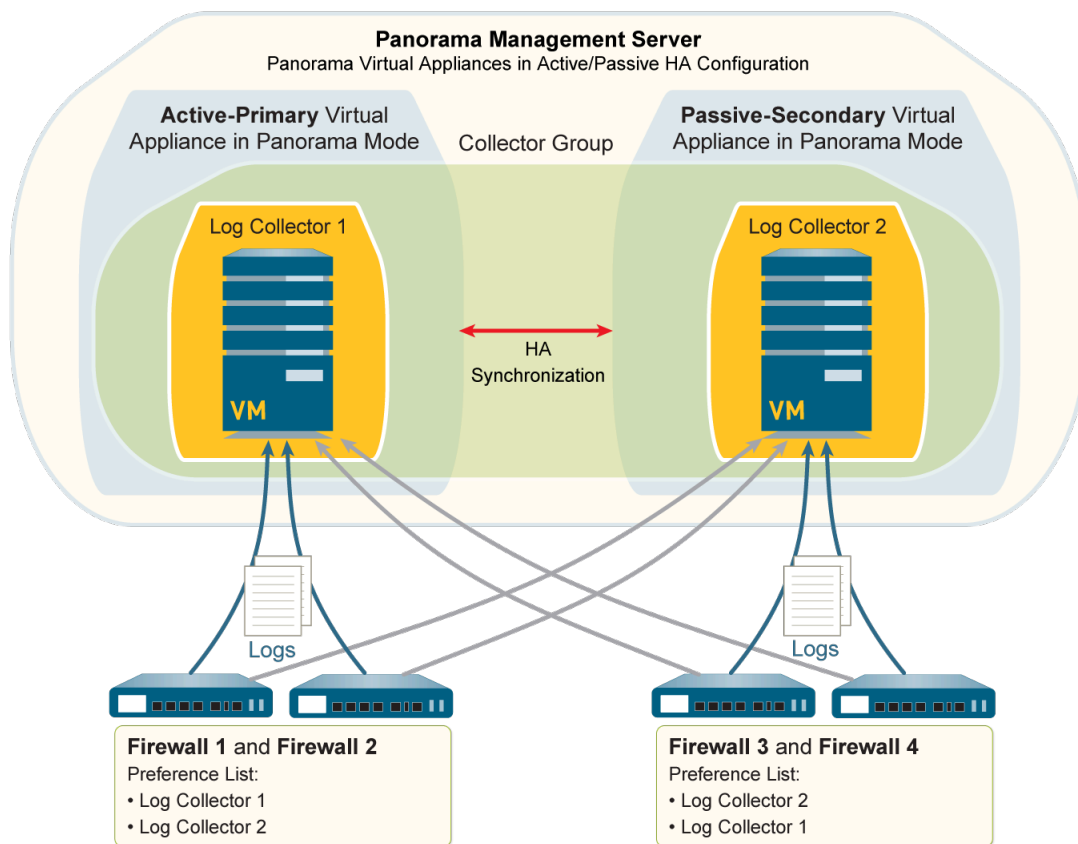 Panorama Management Server
Panorama Virtual Appliances in Active/Passive HA Configuration
Active-Primary Virtual
Appliance in Panorama Mode
Passive-Secondary Virtual
Appliance in Panorama Mode
Collector Group
Log Collector 1
Log Collector 2
HA
Synchronization
VM
VM
Logs
Logs
Firewall 1 and Firewall 2
Preference List:
• Log Collector 1
• Log Collector 2
Firewall 3 and Firewall 4
Preference List:
• Log Collector 2
• Log Collector 1